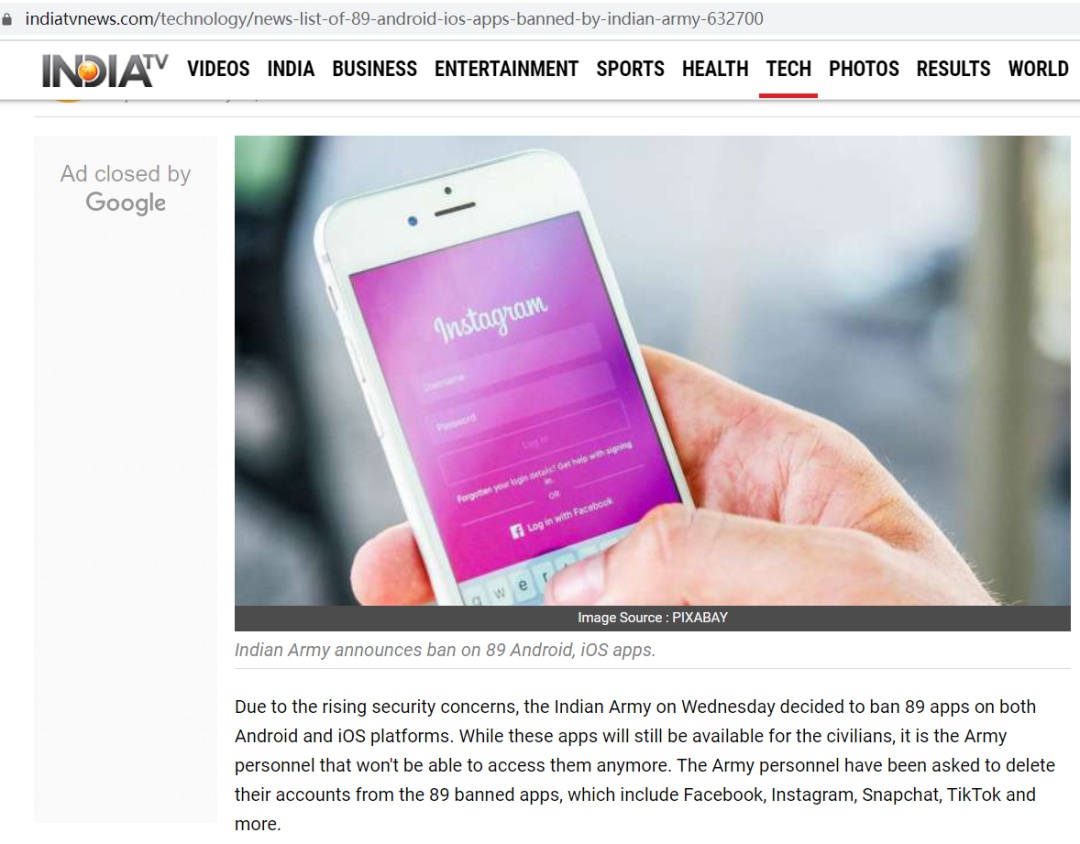 indiatvnews.com/technology/news-list-of-89-android-ios-apps-banned-by-indian-army-632700
INDIA TV VIDEOS INDIA BUSINESS ENTERTAINMENT SPORTS HEALTH TECH PHOTOS RESULTS WORLD
Ad closed by
Google
Instagram
Username
Password
Log in
Forgotten your login details? Get help with signing
in.
OR
Log in with Facebook
q w e r t
Image Source : PIXABAY
Indian Army announces ban on 89 Android, iOS apps.
Due to the rising security concerns, the Indian Army on Wednesday decided to ban 89 apps on both
Android and iOS platforms. While these apps will still be available for the civilians, it is the Army
personnel that won't be able to access them anymore. The Army personnel have been asked to delete
their accounts from the 89 banned apps, which include Facebook, Instagram, Snapchat, TikTok and
more.